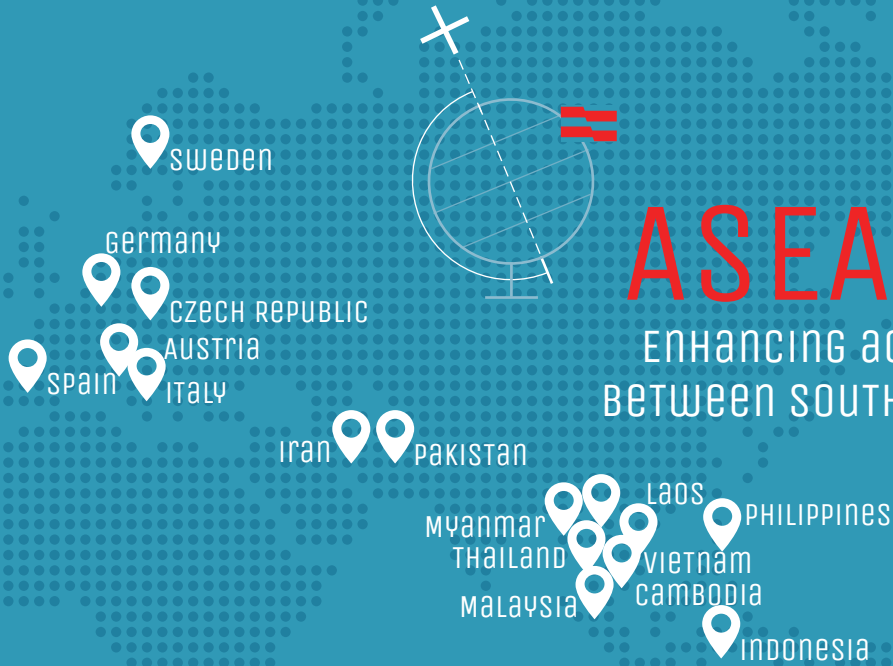 SWEDEN
GERMANY
CZECH REPUBLIC
AUSTRIA
SPAIN
ITALY
ASEA
ENHANCING
BETWEEN SOUTH
IRAN
PAKISTAN
LAOS
PHILIPPINES
MYANMAR
THAILAND
VIETNAM
CAMBODIA
MALAYSIA
INDONESIA